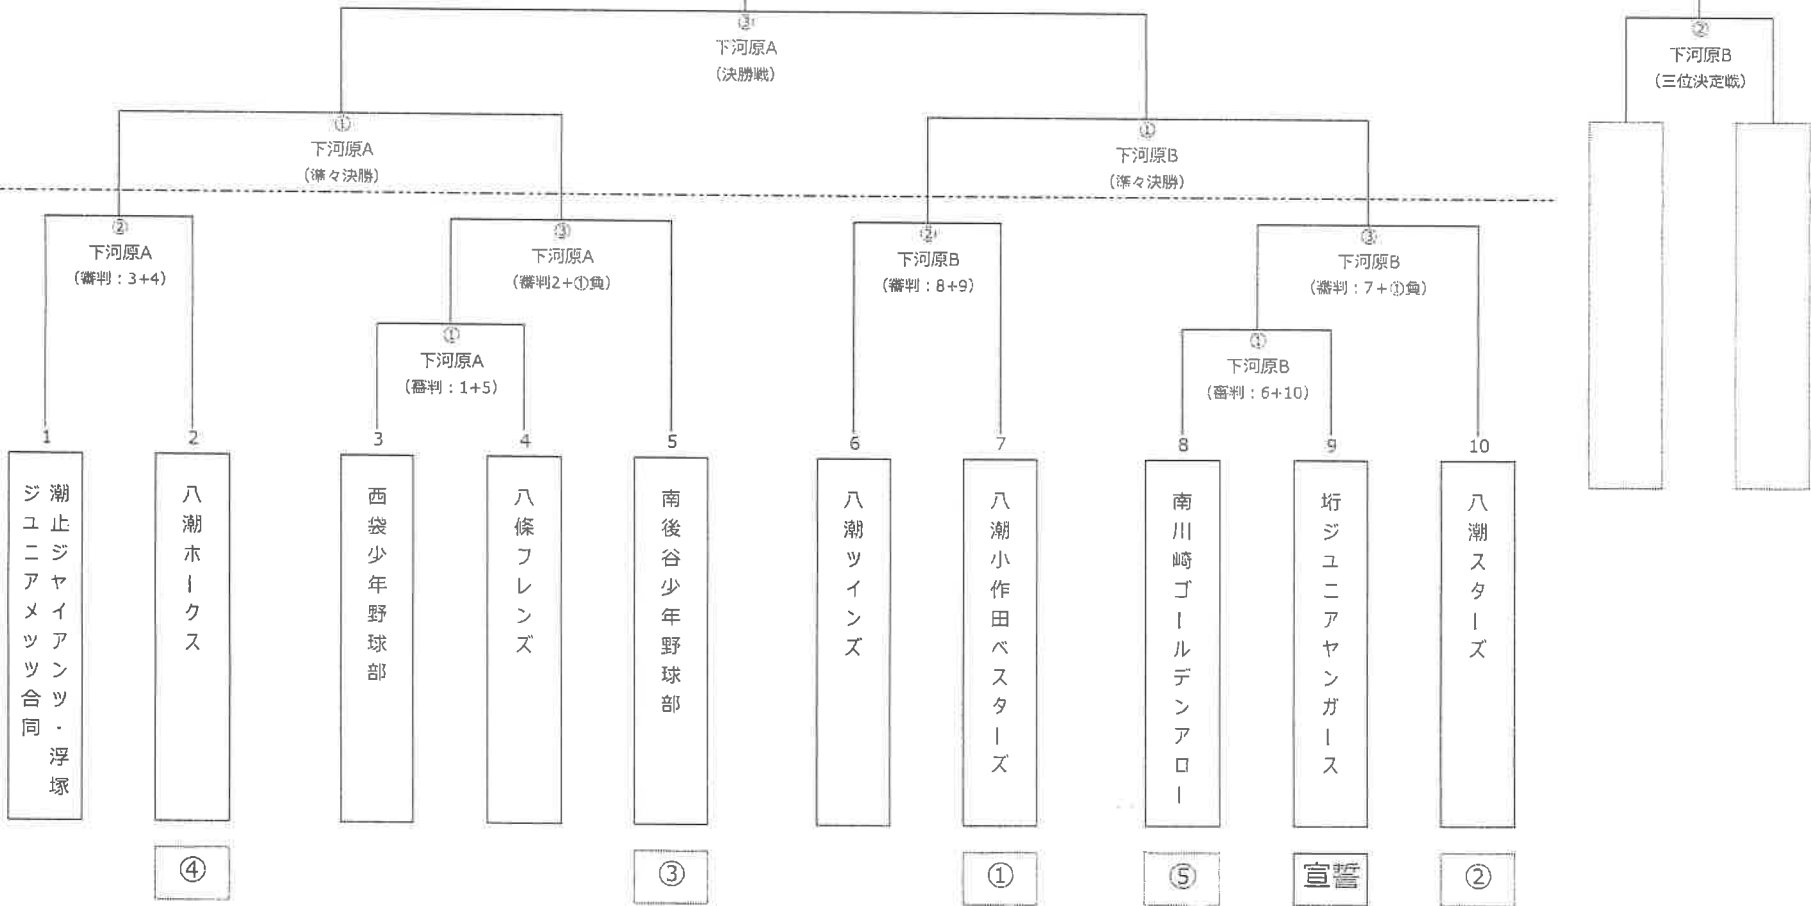 ③
下河原A
(決勝戦)
②
下河原B
(三位決定戦)
①
下河原A
(準々決勝)
①
下河原B
(準々決勝)
②
下河原A
(審判：3+4)
③
下河原A
(審判2+①負)
②
下河原B
(審判：8+9)
③
下河原B
(審判：7+①負)
①
下河原A
(審判：1+5)
①
下河原B
(審判：6+10)
1
2
3
4
5
6
7
8
9
10
潮止ジャイアンツ・浮塚
ジュニアメッツ合同
八潮ホークス
西袋少年野球部
八條フレンズ
南後谷少年野球部
八潮ツインズ
八潮小作田ベスターズ
南川崎ゴールデンアロー
垳ジュニアヤンガース
八潮スターズ
④
③
①
⑤
宣誓
②